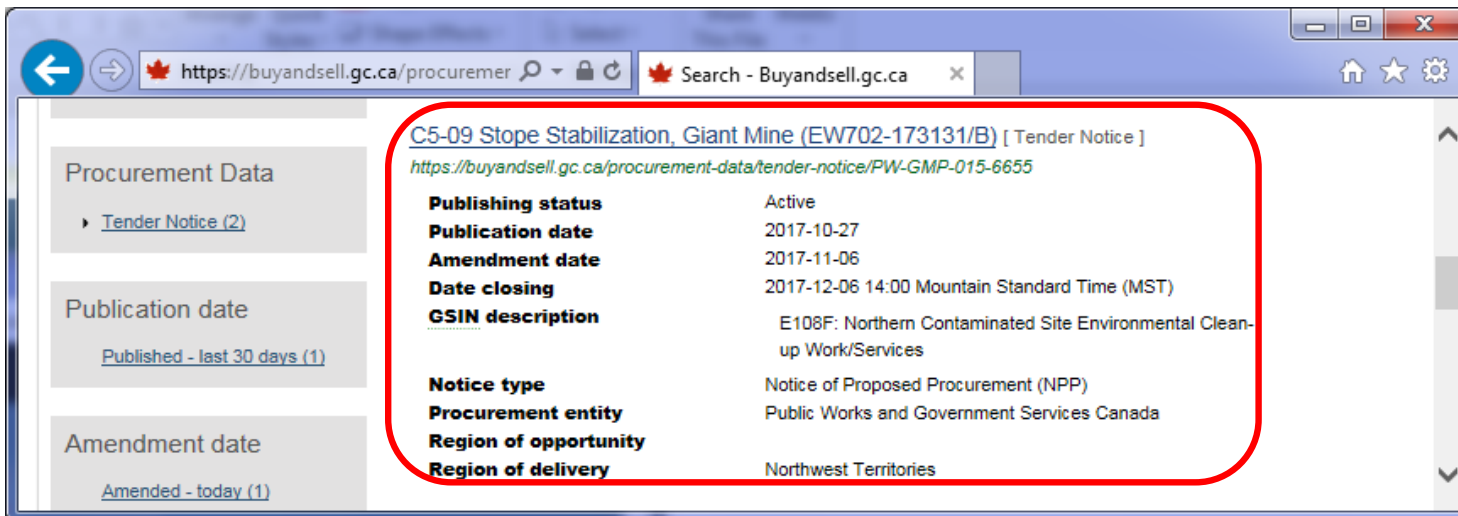 https://buyandsell.gc.ca/procuremer
Search - Buyandsell.gc.ca
Procurement Data
Tender Notice (2)
Publication date
Published - last 30 days (1)
Amendment date
Amended - today (1)
C5-09 Stope Stabilization, Giant Mine (EW702-173131/B) [ Tender Notice ]
https://buyandsell.gc.ca/procurement-data/tender-notice/PW-GMP-015-6655
Publishing status Active
Publication date 2017-10-27
Amendment date 2017-11-06
Date closing 2017-12-06 14:00 Mountain Standard Time (MST)
GSIN description E108F: Northern Contaminated Site Environmental Clean-
up Work/Services
Notice type Notice of Proposed Procurement (NPP)
Procurement entity Public Works and Government Services Canada
Region of opportunity
Region of delivery Northwest Territories